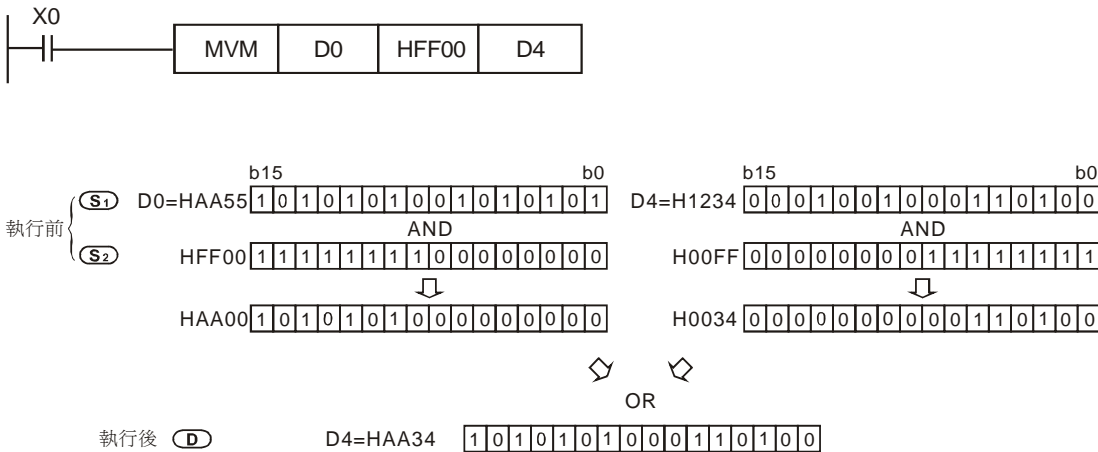 X0
MVM D0 HFF00 D4
b15 b0 b15 b0
執行前 S1 D0=HAA55 1 0 1 0 1 0 1 0 0 1 0 1 0 1 0 1 D4=H1234 0 0 0 1 0 0 1 0 0 0 1 1 0 1 0 0
AND AND
S2 HFF00 1 1 1 1 1 1 1 1 0 0 0 0 0 0 0 0 H00FF 0 0 0 0 0 0 0 0 1 1 1 1 1 1 1 1
HAA00 1 0 1 0 1 0 1 0 0 0 0 0 0 0 0 0 H0034 0 0 0 0 0 0 0 0 0 0 1 1 0 1 0 0
OR
執行後 D D4=HAA34 1 0 1 0 1 0 1 0 0 0 1 1 0 1 0 0